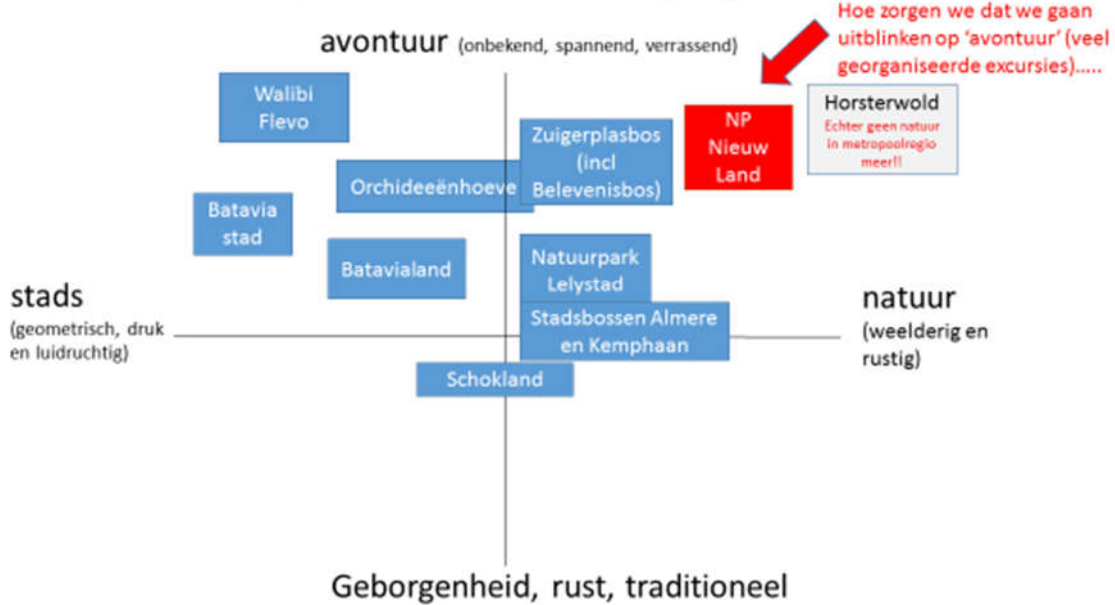 Hoe zorgen we dat we gaan
uitblinken op ‘avontuur’ (veel
georganiseerde excursies).....
avontuur (onbekend, spannend, verrassend)
Walibi
Flevo
Zuigerplasbos
(incl
Belevenisbos)
NP
Nieuw
Land
Horsterwold
Echter geen natuur
in metropoolregio
meer!!
Orchideeënhoeve
Batavia
stad
Batavialand
Natuurpark
Lelystad
stads
(geometrisch, druk
en luidruchtig)
Stadsbossen Almere
en Kemphaan
natuur
(weelderig en
rustig)
Schokland
Geborgenheid, rust, traditioneel